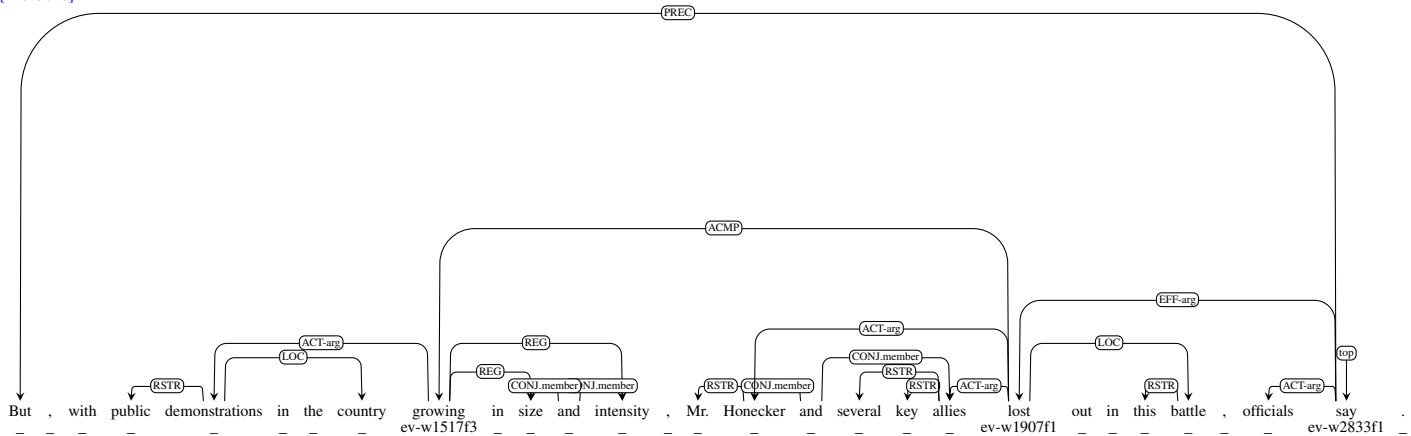 PREC
ACMP
EFF-arg
ACT-arg
ACT-arg REG LOC
LOC CONJ.member top
REG RSTR
RSTR CONJ.member NJ.member RSTR CONJ.member RSTR ACT-arg RSTR ACT-arg
But , with public demonstrations in the country growing in size and intensity , Mr. Honecker and several key allies lost out in this battle , officials say .
_ _ _ _ _ _ _ _ ev-w1517f3 _ _ _ _ _ _ _ _ _ _ _ ev-w1907f1 _ _ _ _ _ _ ev-w2833f1 _